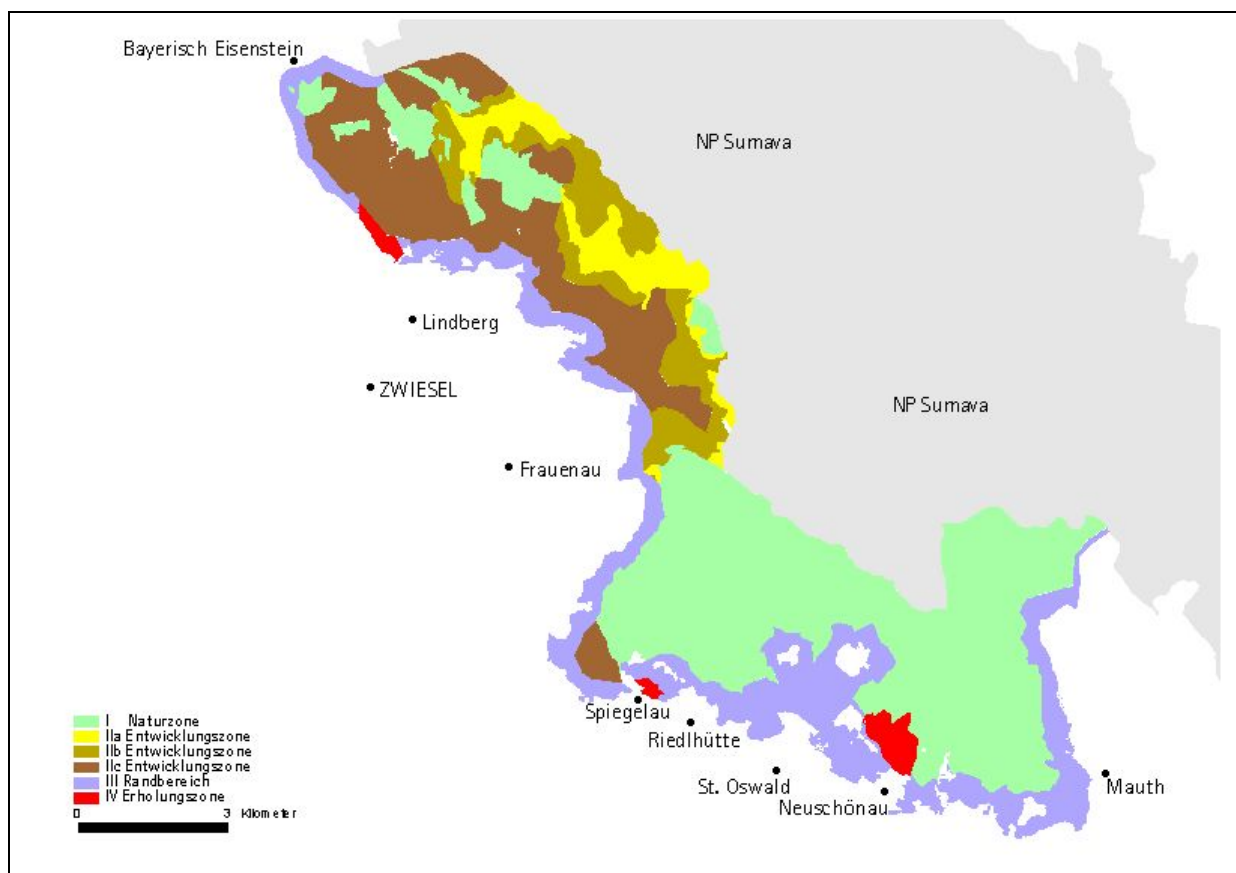 Bayerisch Eisenstein
NP Sumava
Lindberg
ZWIESEL
NP Sumava
Frauenau
Spiegelau
Riedlhütte
St. Oswald
Neuschönau
Mauth
I Naturzone
IIa Entwicklungszone
IIb Entwicklungszone
IIc Entwicklungszone
III Randbereich
IV Erholungszone
0 3 Kilometer